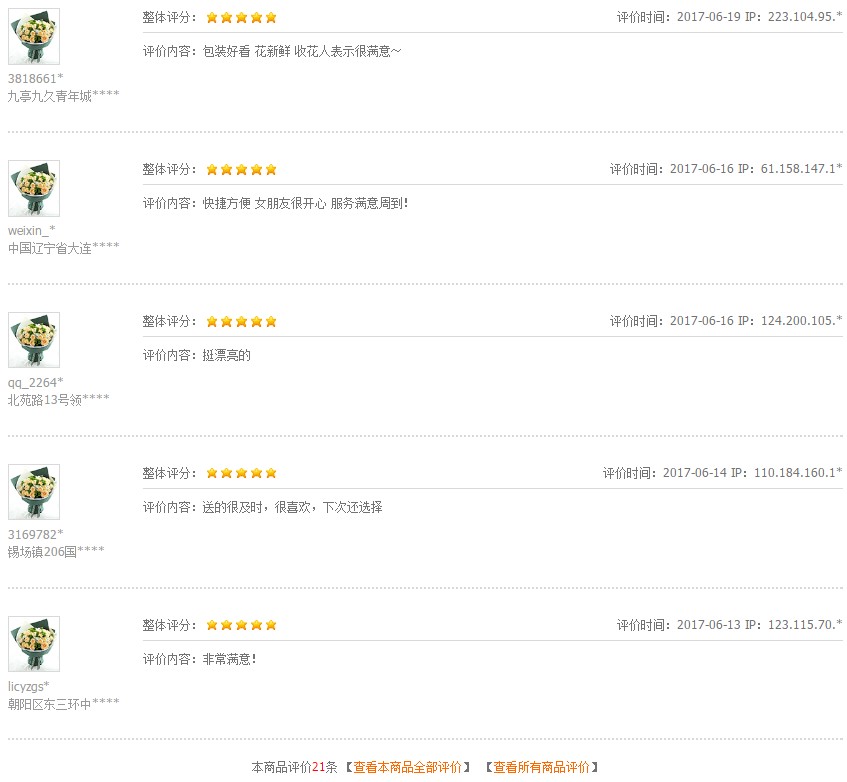 整体评分： 评价时间：2017-06-19 IP：223.104.95.*
评价内容：包装好看 花新鲜 收花人表示很满意～
3818661*
九亭九久青年城****
整体评分： 评价时间：2017-06-16 IP：61.158.147.1*
评价内容：快捷方便 女朋友很开心 服务满意周到！
weixin_*
中国辽宁省大连****
整体评分： 评价时间：2017-06-16 IP：124.200.105.*
评价内容：挺漂亮的
qq_2264*
北苑路13号领****
整体评分： 评价时间：2017-06-14 IP：110.184.160.1*
评价内容：送的很及时，很喜欢，下次还选择
3169782*
锡场镇206国****
整体评分： 评价时间：2017-06-13 IP：123.115.70.*
评价内容：非常满意！
licyzgs*
朝阳区东三环中****
本商品评价21条 【查看本商品全部评价】 【查看所有商品评价】